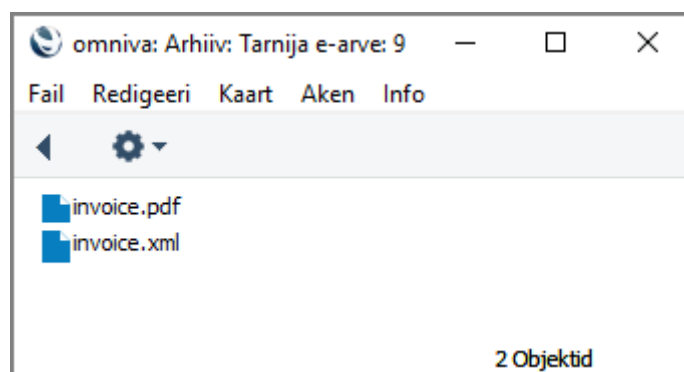 omniva: Arhiiv: Tarnija e-arve: 9
Fail Redigeeri Kaart Aken Info
invoice.pdf
invoice.xml
2 Objektid